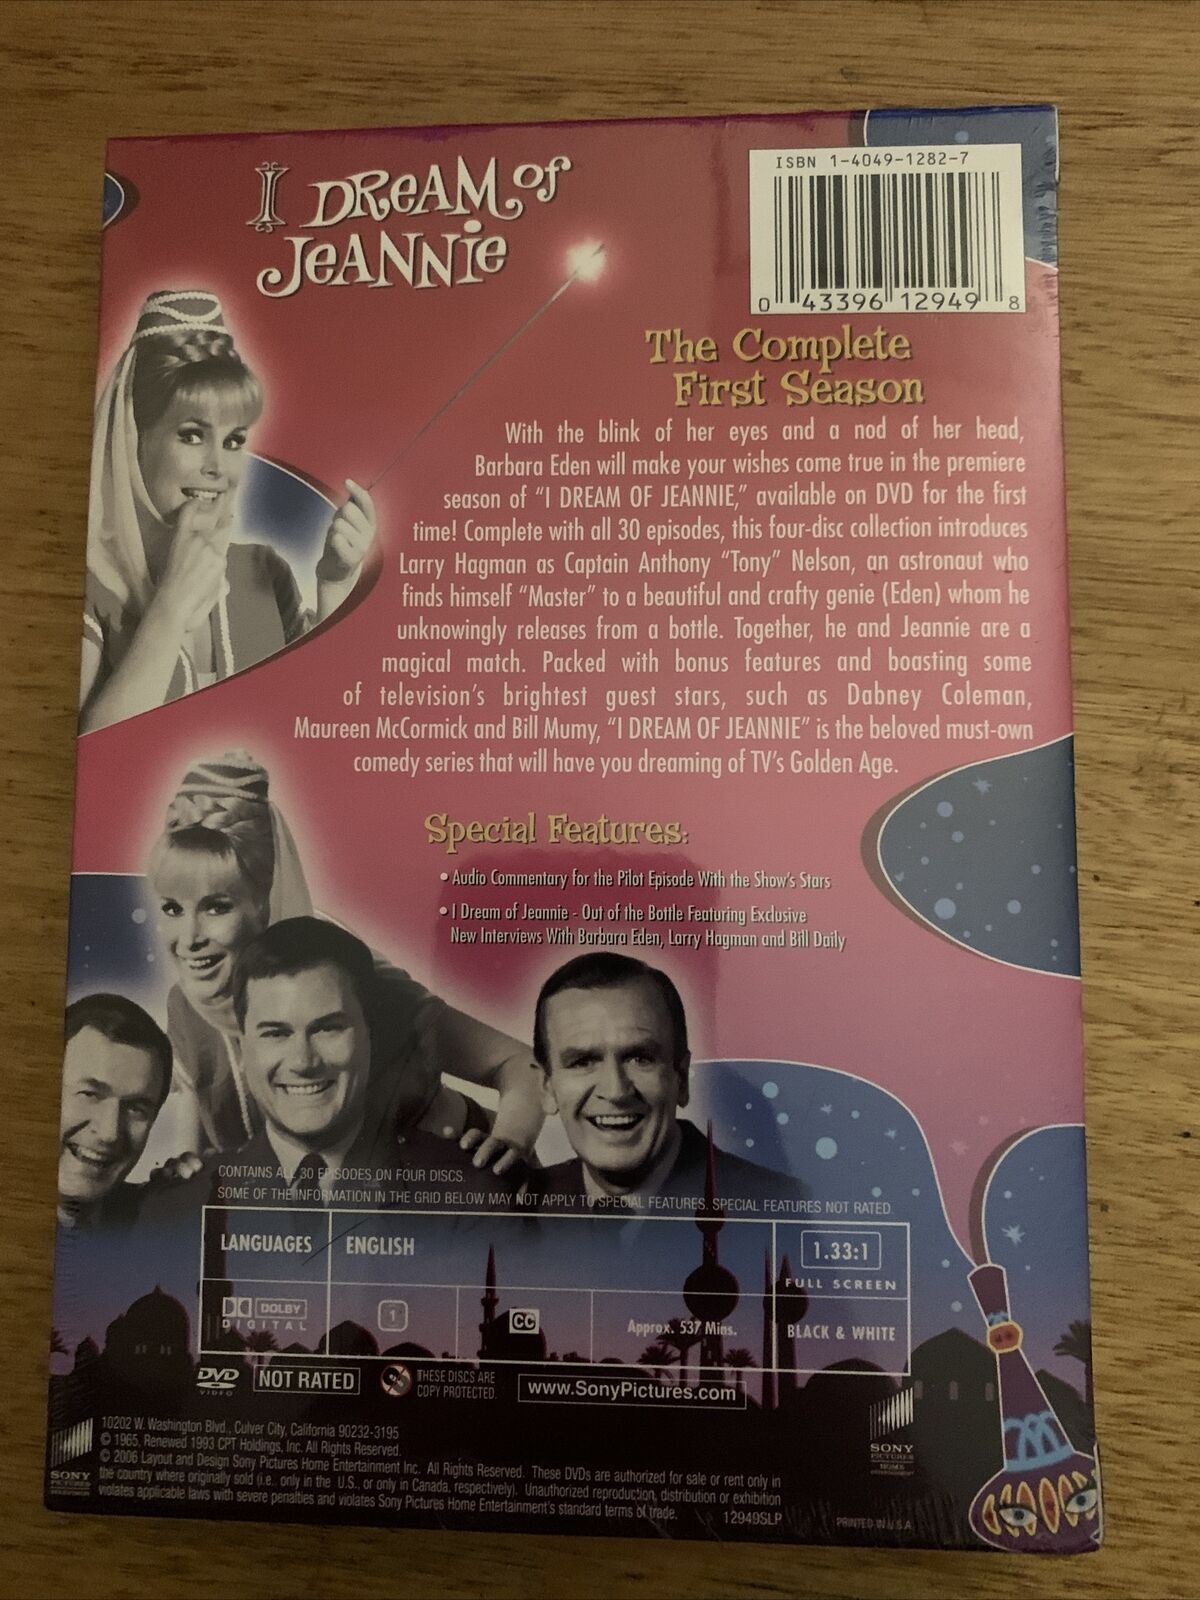 I DREAM of
JEANNIE
ISBN 1-4049-1282-7
0 43396 12949 8
The Complete
First Season
With the blink of her eyes and a nod of her head,
Barbara Eden will make your wishes come true in the premiere
season of “I DREAM OF JEANNIE,” available on DVD for the first
time! Complete with all 30 episodes, this four-disc collection introduces
Larry Hagman as Captain Anthony “Tony” Nelson, an astronaut who
finds himself “Master” to a beautiful and crafty genie (Eden) whom he
unknowingly releases from a bottle. Together, he and Jeannie are a
magical match. Packed with bonus features and boasting some
of television’s brightest guest stars, such as Dabney Coleman,
Maureen McCormick and Bill Mumy, “I DREAM OF JEANNIE” is the beloved must-own
comedy series that will have you dreaming of TV’s Golden Age.
Special Features:
• Audio Commentary for the Pilot Episode With the Show’s Stars
• I Dream of Jeannie - Out of the Bottle Featuring Exclusive
New Interviews With Barbara Eden, Larry Hagman and Bill Daily
CONTAINS ALL 30 EPISODES ON FOUR DISCS.
SOME OF THE INFORMATION IN THE GRID BELOW MAY NOT APPLY TO SPECIAL FEATURES. SPECIAL FEATURES NOT RATED.
LANGUAGES ENGLISH 1.33:1
FULL SCREEN
DOLBY
DIGITAL 1 CC Approx. 537 Mins. BLACK & WHITE
DVD
VIDEO
NOT RATED
THESE DISCS ARE
COPY PROTECTED.
www.SonyPictures.com
10202 W. Washington Blvd., Culver City, California 90232-3195
© 1965, Renewed 1993 CPT Holdings, Inc. All Rights Reserved.
© 2006 Layout and Design Sony Pictures Home Entertainment Inc. All Rights Reserved. These DVDs are authorized for sale or rent only in
the country where originally sold (i.e., only in the U.S., or only in Canada, respectively). Unauthorized reproduction, distribution or exhibition
violates applicable laws with severe penalties and violates Sony Pictures Home Entertainment’s standard terms of trade.
12949SLP
SONY
PICTURES
TELEVISION
SONY
PICTURES
HOME
ENTERTAINMENT
PRINTED IN U.S.A.